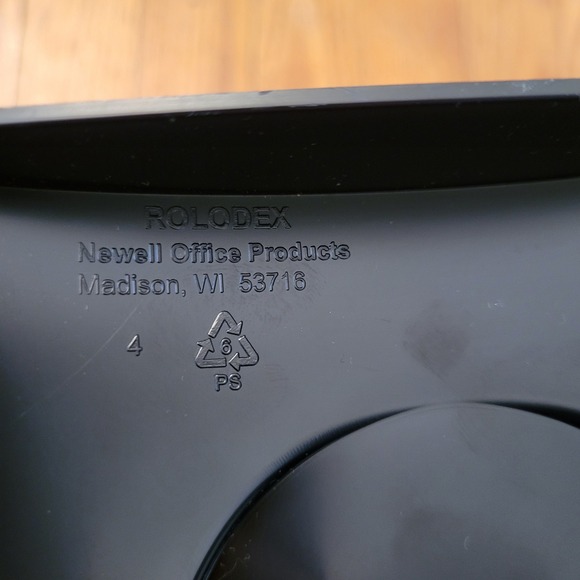 ROLODEX
Newell Office Products
Madison, WI 53716
4
6
PS